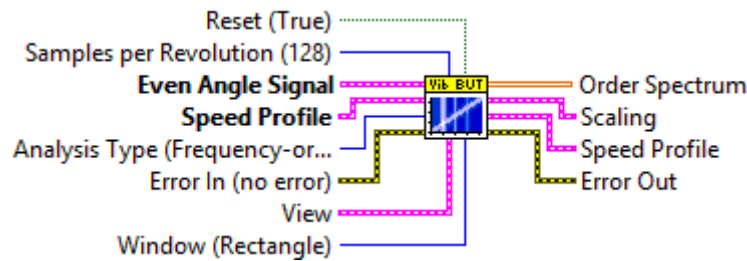 Reset (True)
Samples per Revolution (128)
Even Angle Signal
Speed Profile
Analysis Type (Frequency-or...
Error In (no error)
View
Window (Rectangle)
Vib BUT
Order Spectrum
Scaling
Speed Profile
Error Out